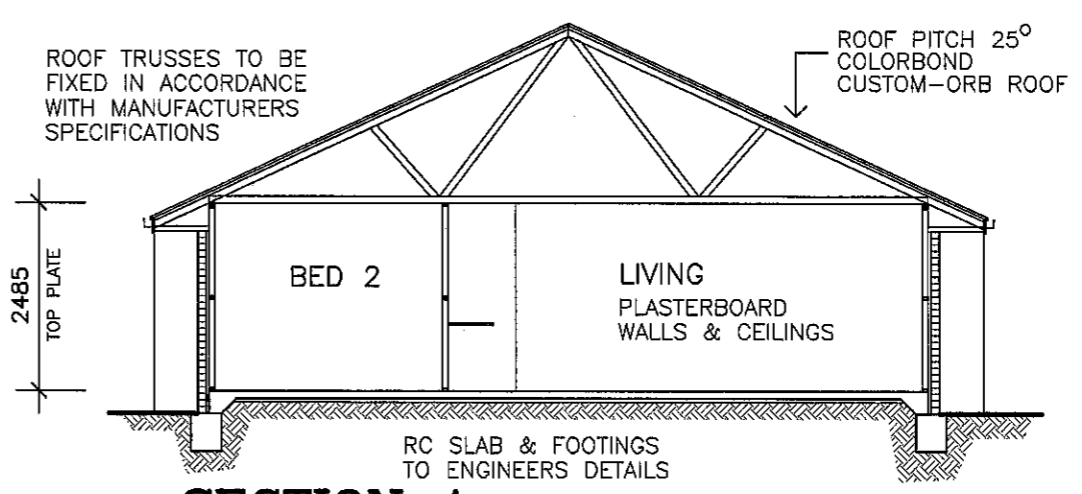 ROOF TRUSSES TO BE
FIXED IN ACCORDANCE
WITH MANUFACTURERS
SPECIFICATIONS
ROOF PITCH 25°
COLORBOND
CUSTOM-ORB ROOF
2485
TOP PLATE
BED 2
LIVING
PLASTERBOARD
WALLS & CEILINGS
RC SLAB & FOOTINGS
TO ENGINEERS DETAILS
SECTION A